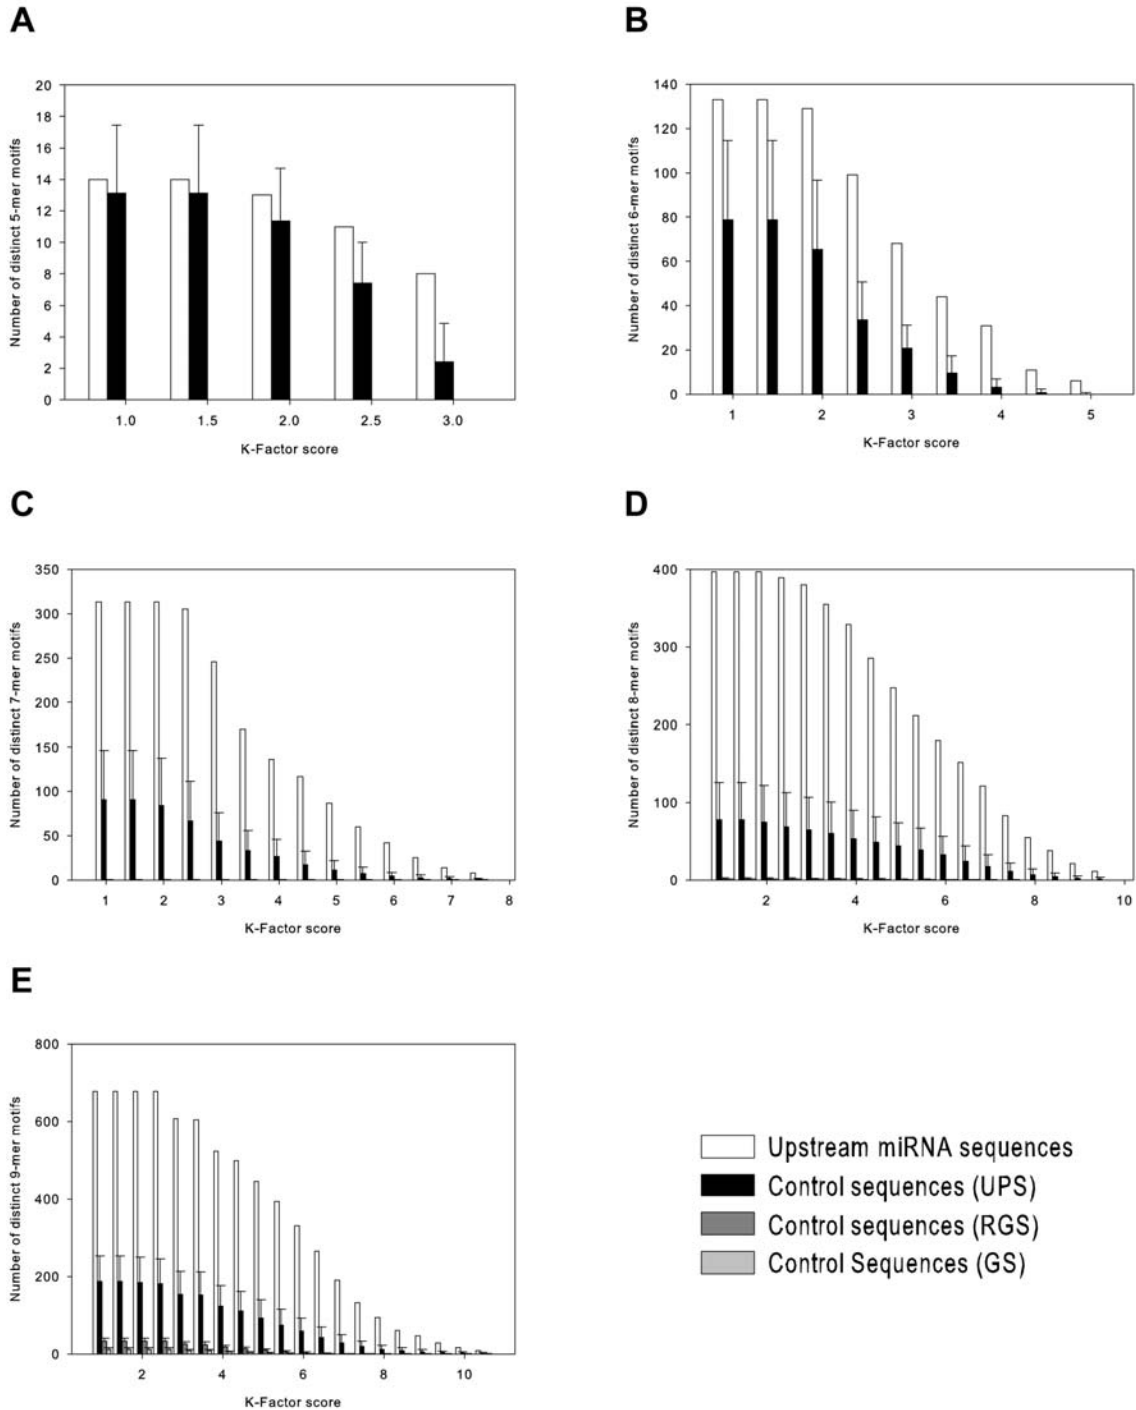 A
B
20
18
16
14
12
10
8
6
4
2
0
Number of distinct 5-mer motifs
1.0 1.5 2.0 2.5 3.0
K-Factor score
140
120
100
80
60
40
20
0
Number of distinct 6-mer motifs
1 2 3 4 5
K-Factor score
C
D
350
300
250
200
150
100
50
0
Number of distinct 7-mer motifs
1 2 3 4 5 6 7 8
K-Factor score
400
300
200
100
0
Number of distinct 8-mer motifs
2 4 6 8 10
K-Factor score
E
800
600
400
200
0
Number of distinct 9-mer motifs
2 4 6 8 10
K-Factor score
Upstream miRNA sequences
Control sequences (UPS)
Control sequences (RGS)
Control Sequences (GS)